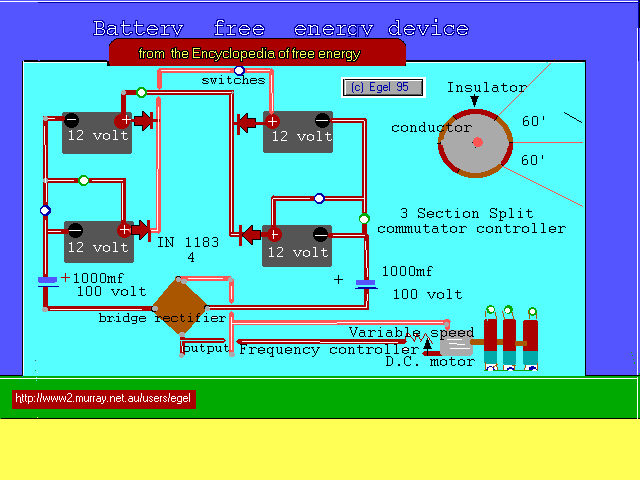 Battery free energy device
from the Encyclopedia of free energy
switches
(c) Egel 95
Insulator
- +
12 volt
+ -
12 volt
conductor
60'
60'
- +
12 volt
+ -
12 volt
IN 1183
4
3 Section Split
commutator controller
+1000mf
100 volt
+
1000mf
100 volt
bridge rectifier
Variable speed
output
Frequency controller
D.C. motor
http://www2.murray.net.au/users/egel